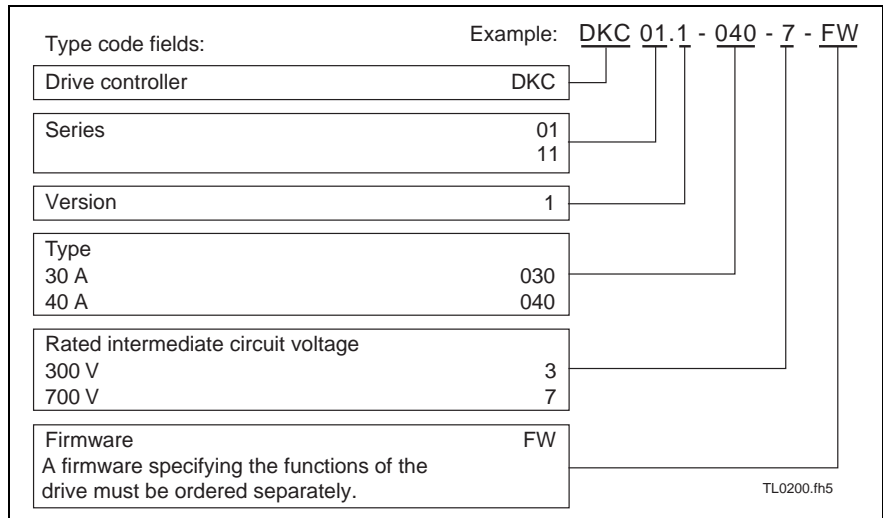 Type code fields:
Example: DKC 01.1 - 040 - 7 - FW
Drive controller DKC
Series 01
11
Version 1
Type
30 A 030
40 A 040
Rated intermediate circuit voltage
300 V 3
700 V 7
Firmware FW
A firmware specifying the functions of the
drive must be ordered separately.
TL0200.fh5